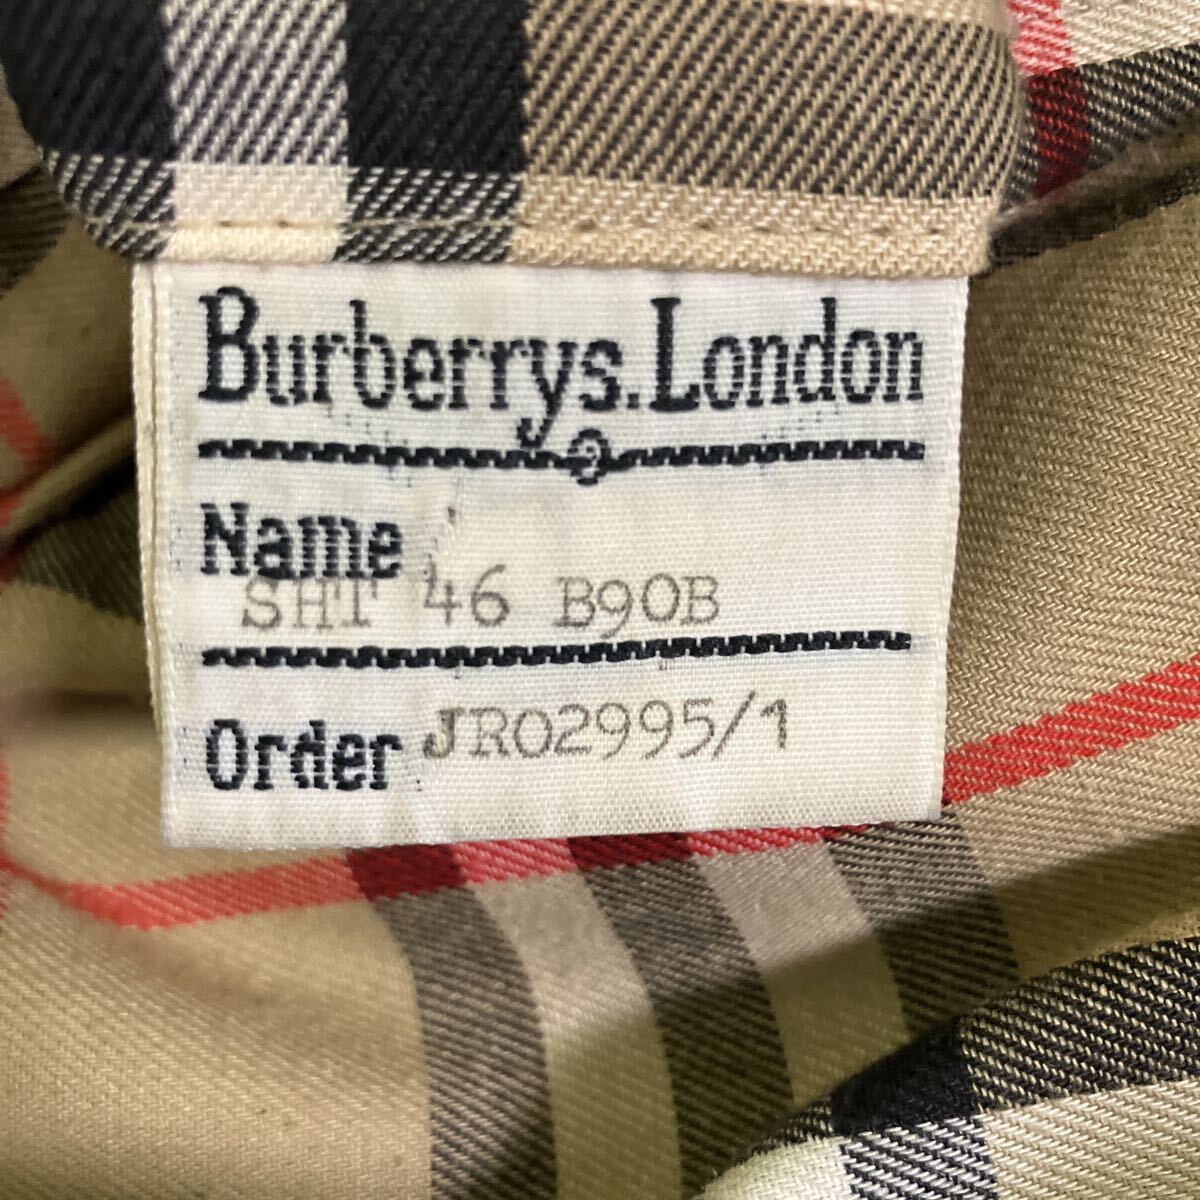 Burberrys.London
Name
SHT 46 B90B
Order JR02995/1